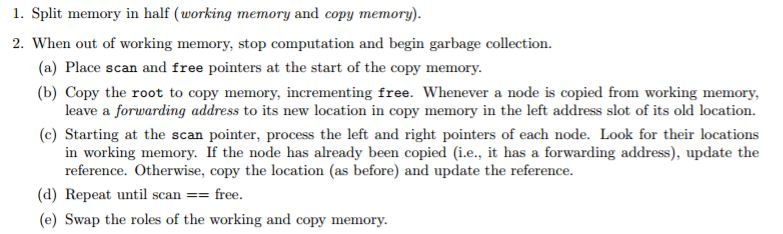 1. Split memory in half (working memory and copy memory).
2. When out of working memory, stop computation and begin garbage collection.
(a) Place scan and free pointers at the start of the copy memory.
(b) Copy the root to copy memory, incrementing free. Whenever a node is copied from working memory,
leave a forwarding address to its new location in copy memory in the left address slot of its old location.
(c) Starting at the scan pointer, process the left and right pointers of each node. Look for their locations
in working memory. If the node has already been copied (i.e., it has a forwarding address), update the
reference. Otherwise, copy the location (as before) and update the reference.
(d) Repeat until scan == free.
(e) Swap the roles of the working and copy memory.